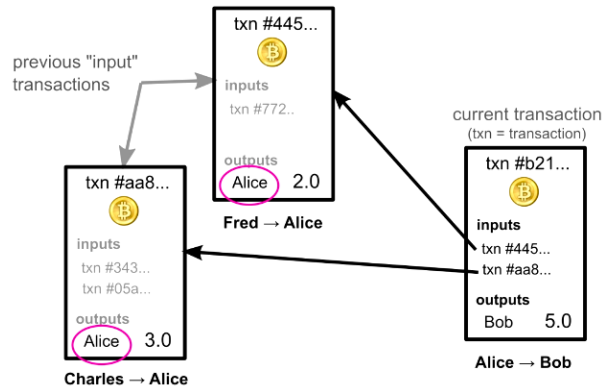 previous "input"
transactions
txn #445...
inputs
txn #772..
outputs
Alice 2.0
Fred → Alice
txn #aa8...
inputs
txn #343...
txn #05a...
outputs
Alice 3.0
Charles → Alice
current transaction
(txn = transaction)
txn #b21...
inputs
txn #445...
txn #aa8...
outputs
Bob 5.0
Alice → Bob